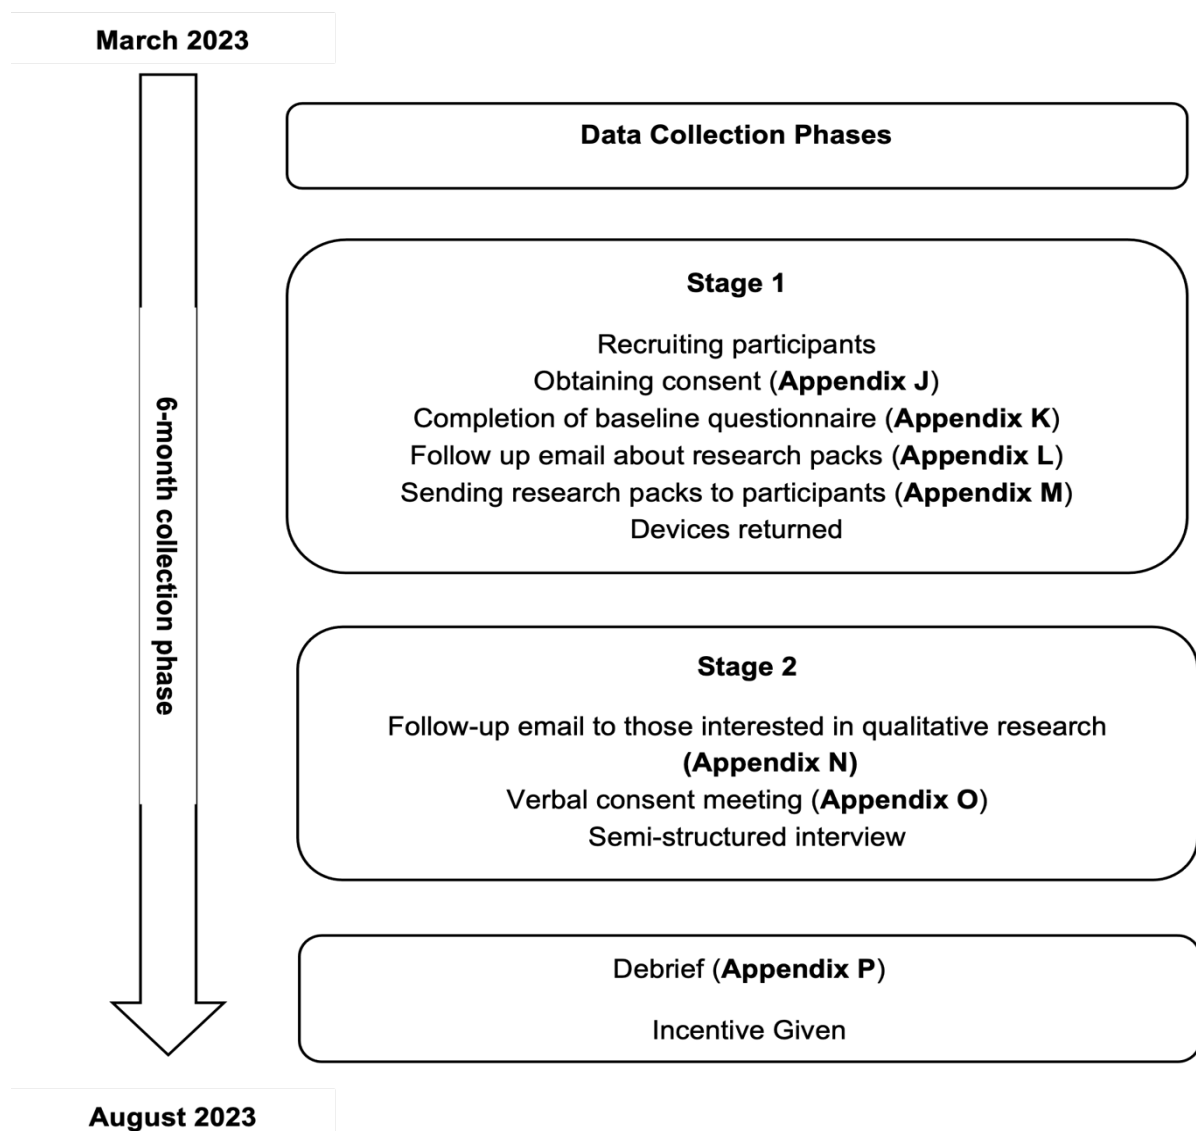 March 2023
Data Collection Phases
Stage 1
Recruiting participants
Obtaining consent (Appendix J)
Completion of baseline questionnaire (Appendix K)
Follow up email about research packs (Appendix L)
Sending research packs to participants (Appendix M)
Devices returned
6-month collection phase
Stage 2
Follow-up email to those interested in qualitative research
(Appendix N)
Verbal consent meeting (Appendix O)
Semi-structured interview
Debrief (Appendix P)
Incentive Given
August 2023